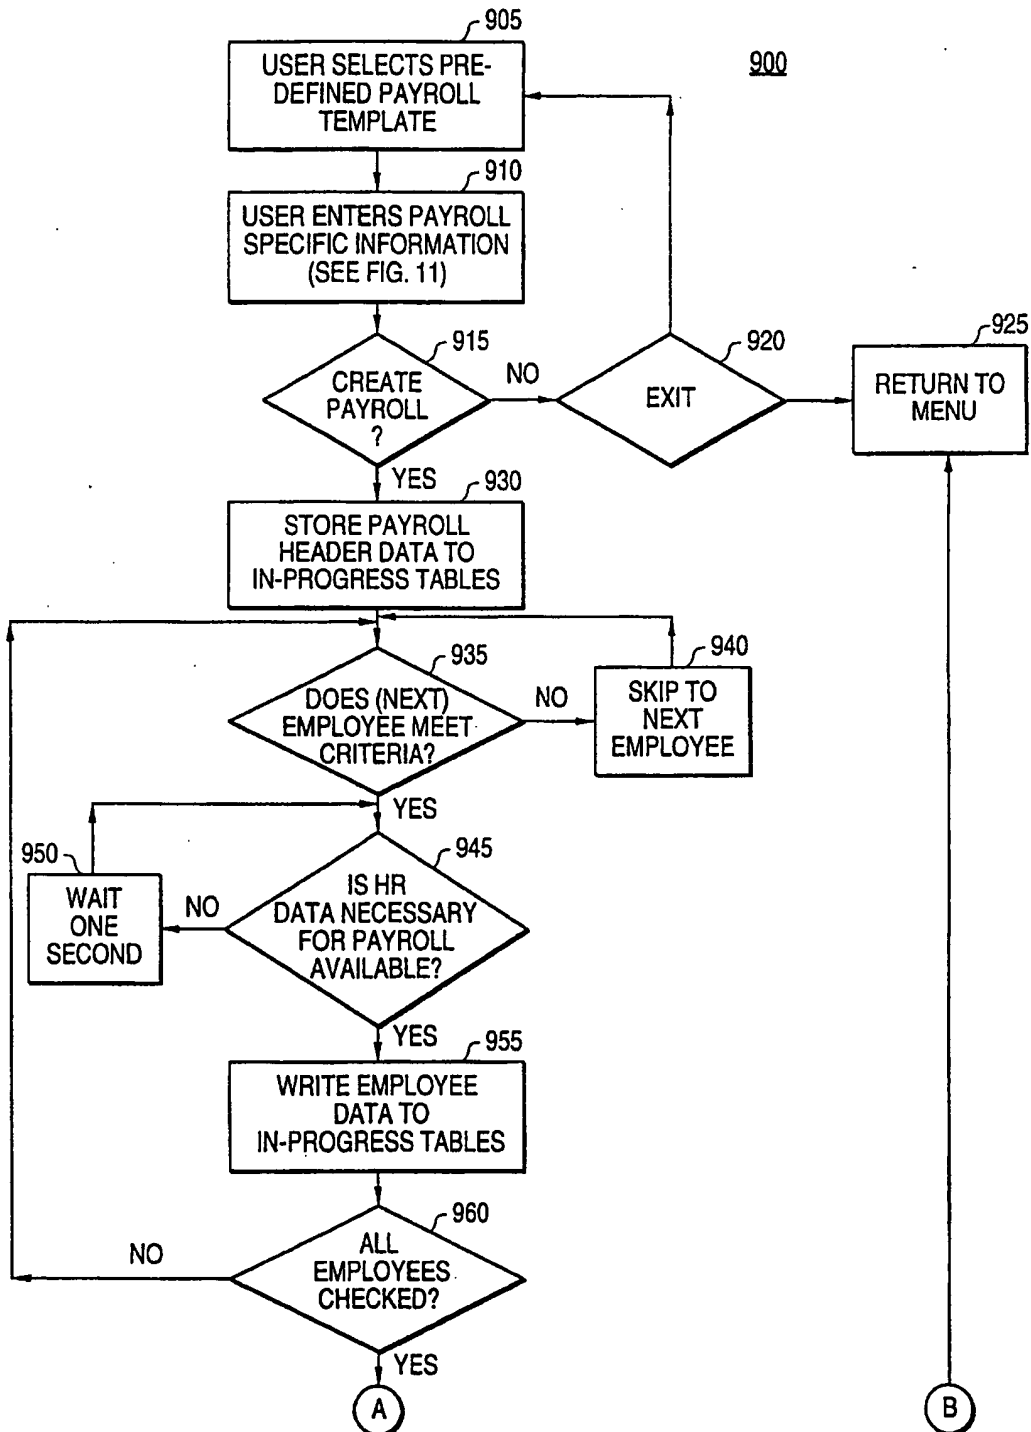 905
900
USER SELECTS PRE-
DEFINED PAYROLL
TEMPLATE
910
USER ENTERS PAYROLL
SPECIFIC INFORMATION
(SEE FIG. 11)
915
CREATE
PAYROLL
?
NO
920
EXIT
925
RETURN TO
MENU
YES
930
STORE PAYROLL
HEADER DATA TO
IN-PROGRESS TABLES
935
DOES (NEXT)
EMPLOYEE MEET
CRITERIA?
NO
940
SKIP TO
NEXT
EMPLOYEE
YES
945
IS HR
DATA NECESSARY
FOR PAYROLL
AVAILABLE?
NO
950
WAIT
ONE
SECOND
YES
955
WRITE EMPLOYEE
DATA TO
IN-PROGRESS TABLES
960
ALL
EMPLOYEES
CHECKED?
NO
YES
A
B